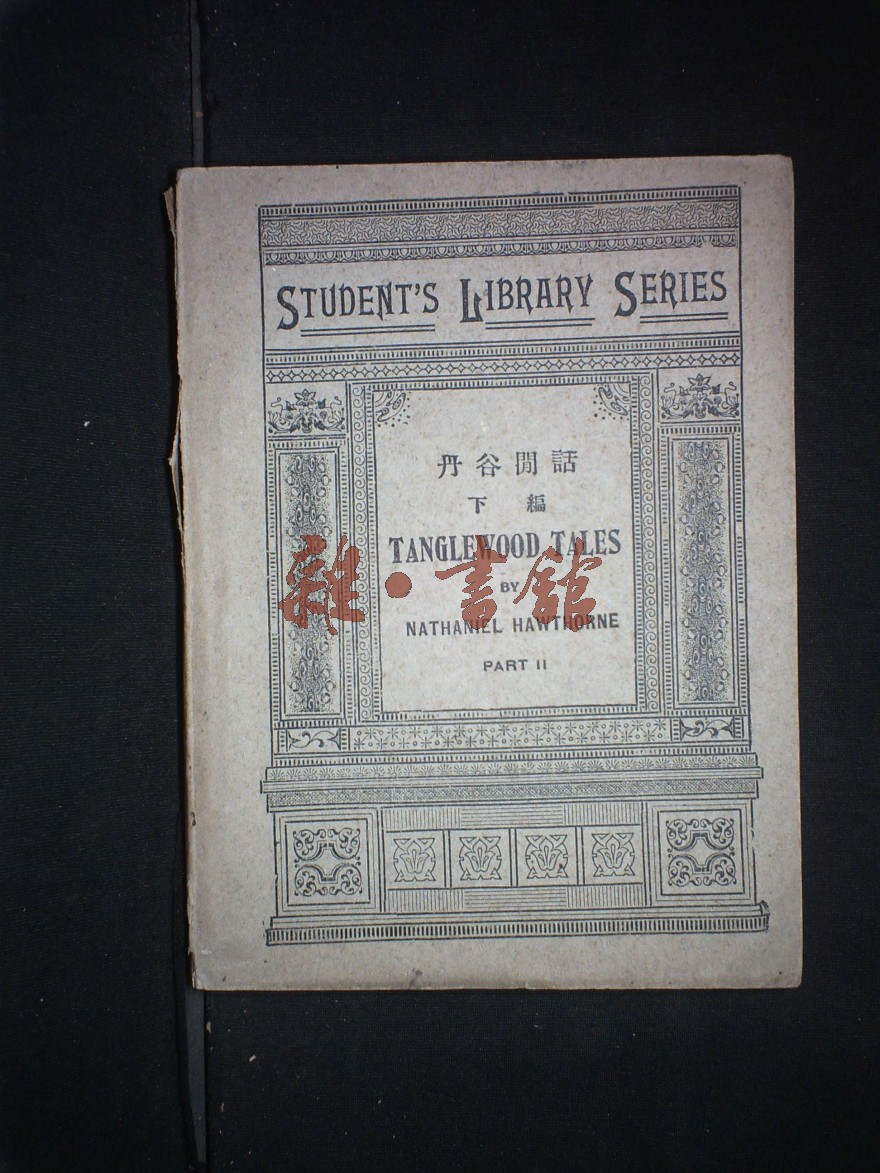 STUDENT'S LIBRARY SERIES
丹谷閒話
下編
TANGLEWOOD TALES
BY
雜·書館
NATHANIEL HAWTHORNE
PART II